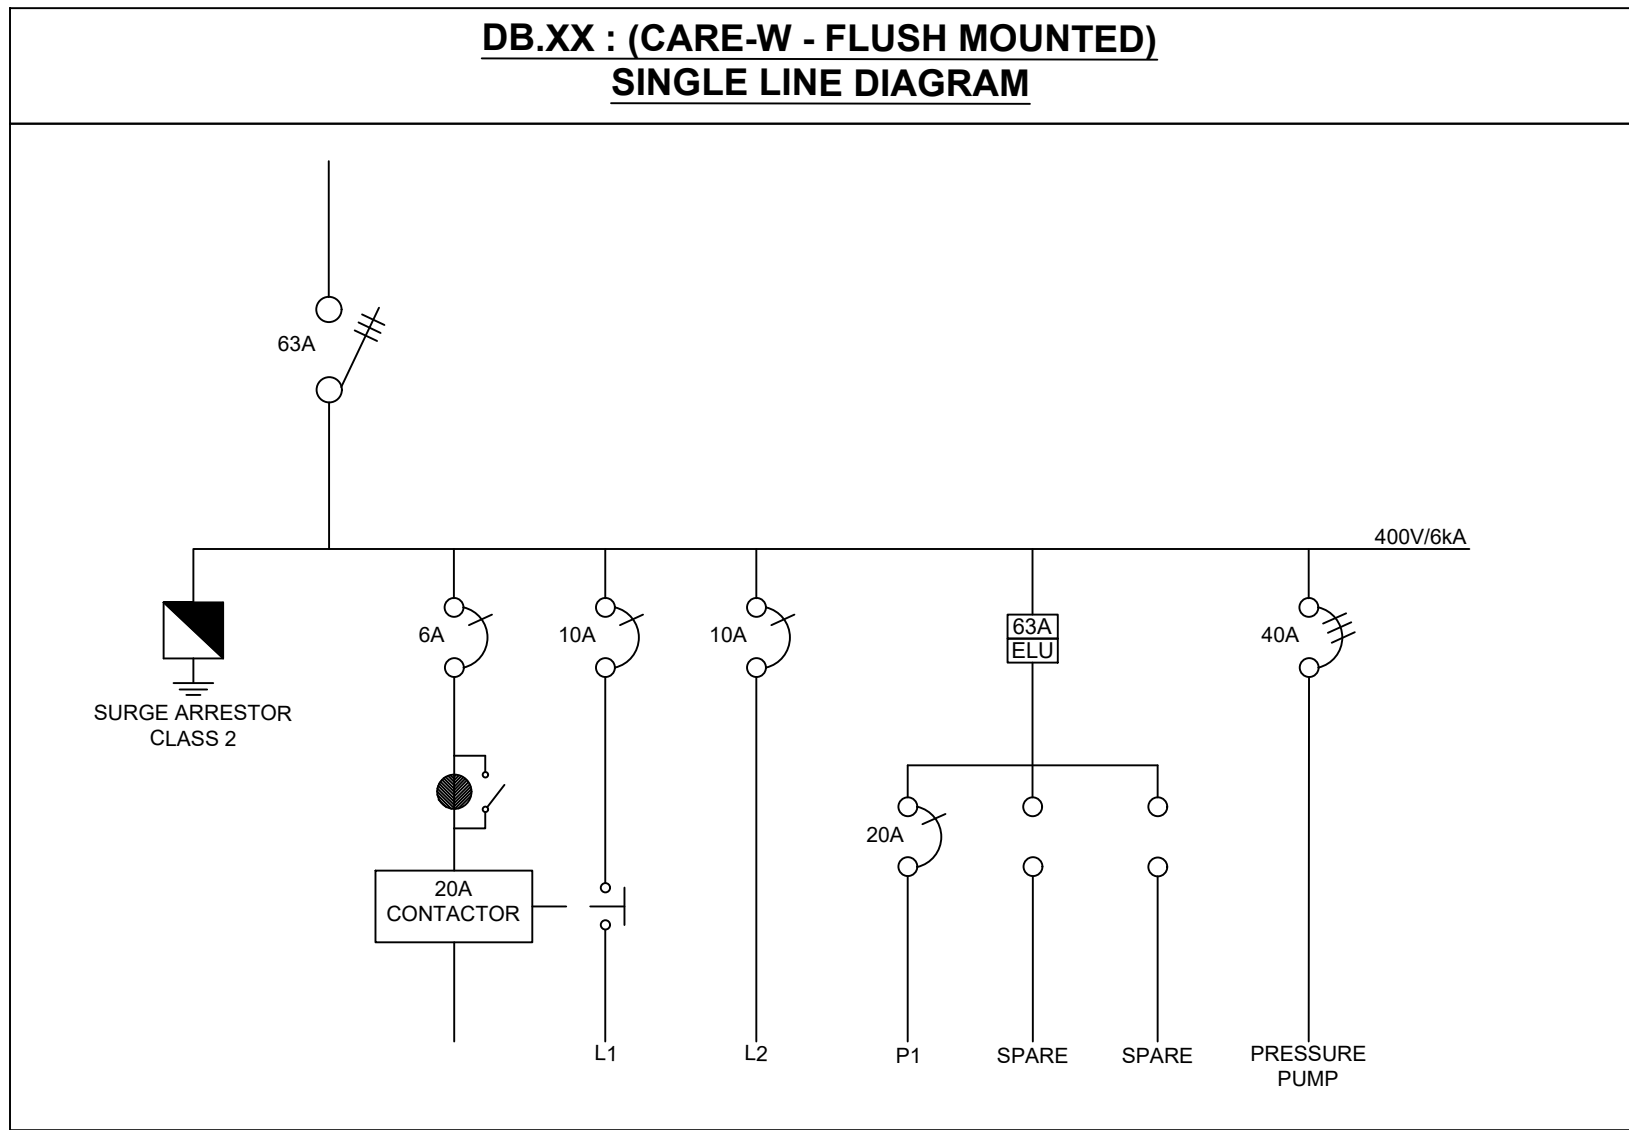 DB.XX : (CARE-W - FLUSH MOUNTED)
SINGLE LINE DIAGRAM
63A
400V/6kA
SURGE ARRESTOR
CLASS 2
6A
10A
10A
63A
ELU
40A
20A
20A
CONTACTOR
L1
L2
P1
SPARE
SPARE
PRESSURE
PUMP